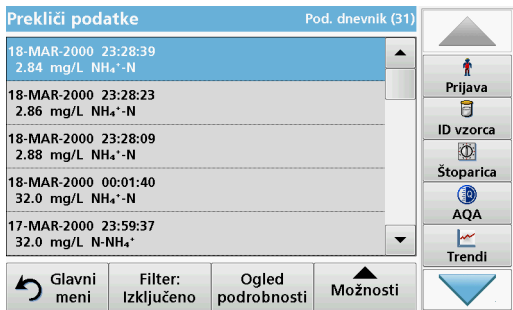 Prekliči podatke
Pod. dnevnik (31)
18-MAR-2000 23:28:39
2.84 mg/L NH₄⁺-N
18-MAR-2000 23:28:23
2.86 mg/L NH₄⁺-N
18-MAR-2000 23:28:09
2.88 mg/L NH₄⁺-N
18-MAR-2000 00:01:40
32.0 mg/L NH₄⁺-N
17-MAR-2000 23:59:37
32.0 mg/L N-NH₄⁺
Prijava
ID vzorca
Štoparica
AQA
Trendi
Glavni
meni
Filter:
Izključeno
Ogled
podrobnosti
Možnosti